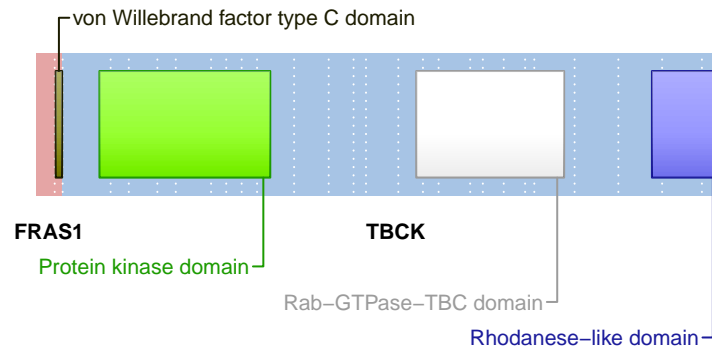 von Willebrand factor type C domain
FRAS1
TBCK
Protein kinase domain
Rab−GTPase−TBC domain
Rhodanese−like domain